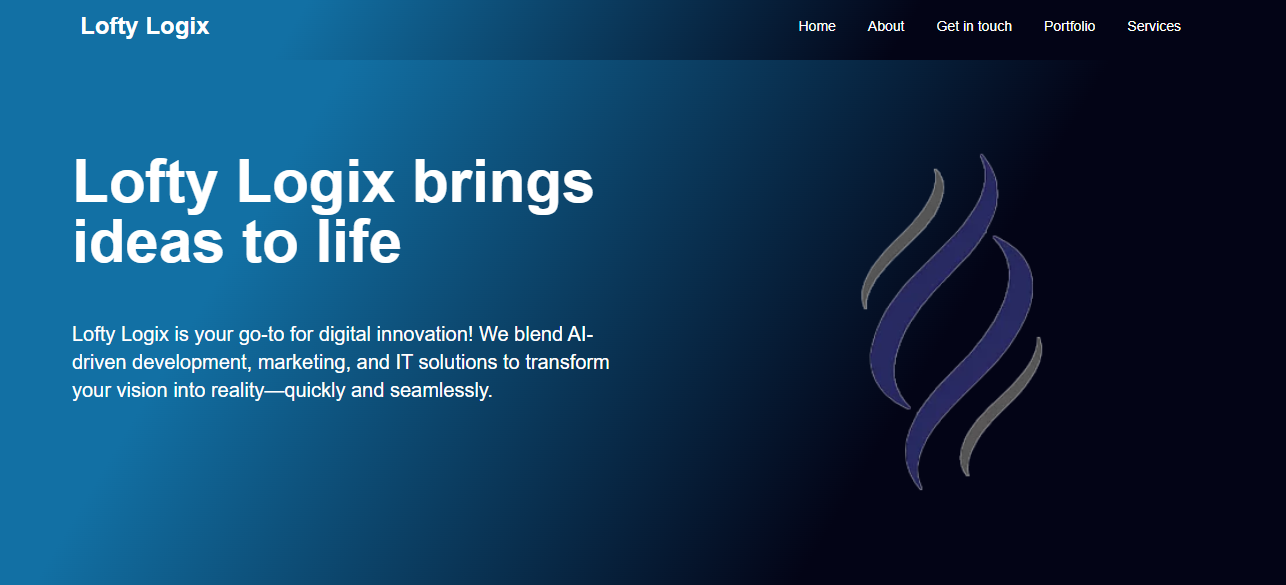 Lofty Logix
Home
About
Get in touch
Portfolio
Services
Lofty Logix brings
ideas to life
Lofty Logix is your go-to for digital innovation! We blend AI-
driven development, marketing, and IT solutions to transform
your vision into reality—quickly and seamlessly.